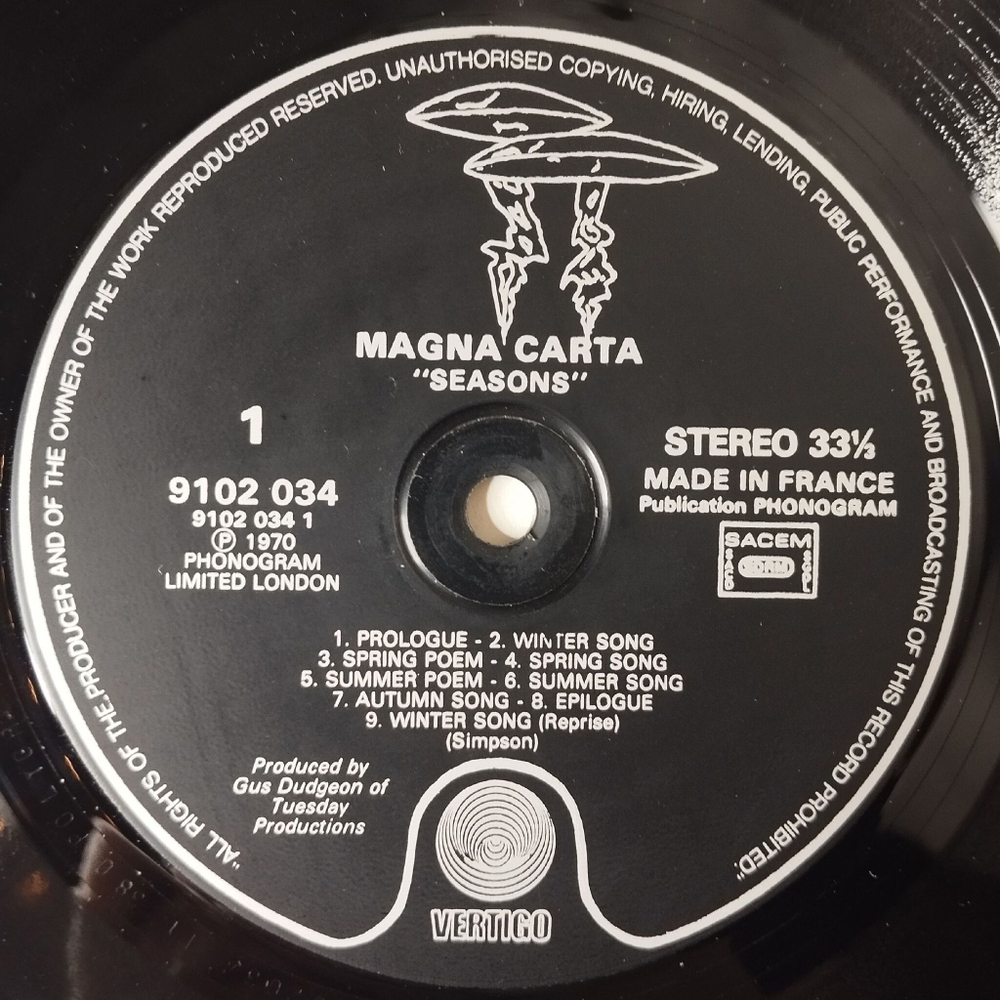 "ALL RIGHTS OF THE PRODUCER AND OF THE OWNER OF THE WORK REPRODUCED RESERVED. UNAUTHORISED COPYING, HIRING, LENDING, PUBLIC PERFORMANCE AND BROADCASTING OF THIS RECORD PROHIBITED."
MAGNA CARTA
"SEASONS"
1
9102 034
9102 034 1
Ⓟ 1970
PHONOGRAM
LIMITED LONDON
STEREO 33⅓
MADE IN FRANCE
Publication PHONOGRAM
SACEM
SACD
SDRM
SGDL
1. PROLOGUE - 2. WINTER SONG
3. SPRING POEM - 4. SPRING SONG
5. SUMMER POEM - 6. SUMMER SONG
7. AUTUMN SONG - 8. EPILOGUE
9. WINTER SONG (Reprise)
(Simpson)
Produced by
Gus Dudgeon of
Tuesday
Productions
VERTIGO